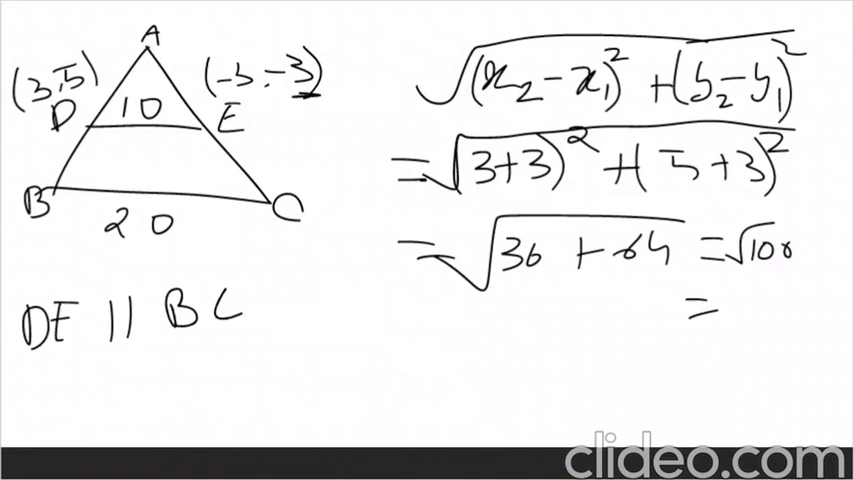 A
(3,5) (-3,-3)
D 10 E
B C
20
DE || BC
√(x₂-x₁)² + (y₂-y₁)²
= √(3+3)² + (5+3)²
= √36 + 64 = √100
=
clideo.com